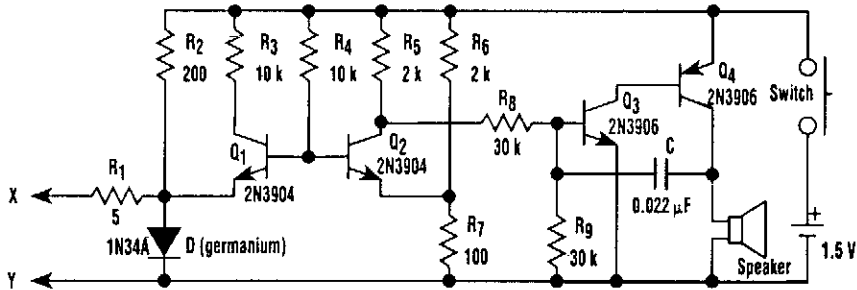 R2
200
R3
10 k
R4
10 k
R5
2 k
R6
2 k
R8
30 k
Q1
2N3904
Q2
2N3904
Q3
2N3906
Q4
2N3906
Switch
R1
5
X
1N34A
D (germanium)
R7
100
R9
30 k
C
0.022 µF
Speaker
+
1.5 V
Y